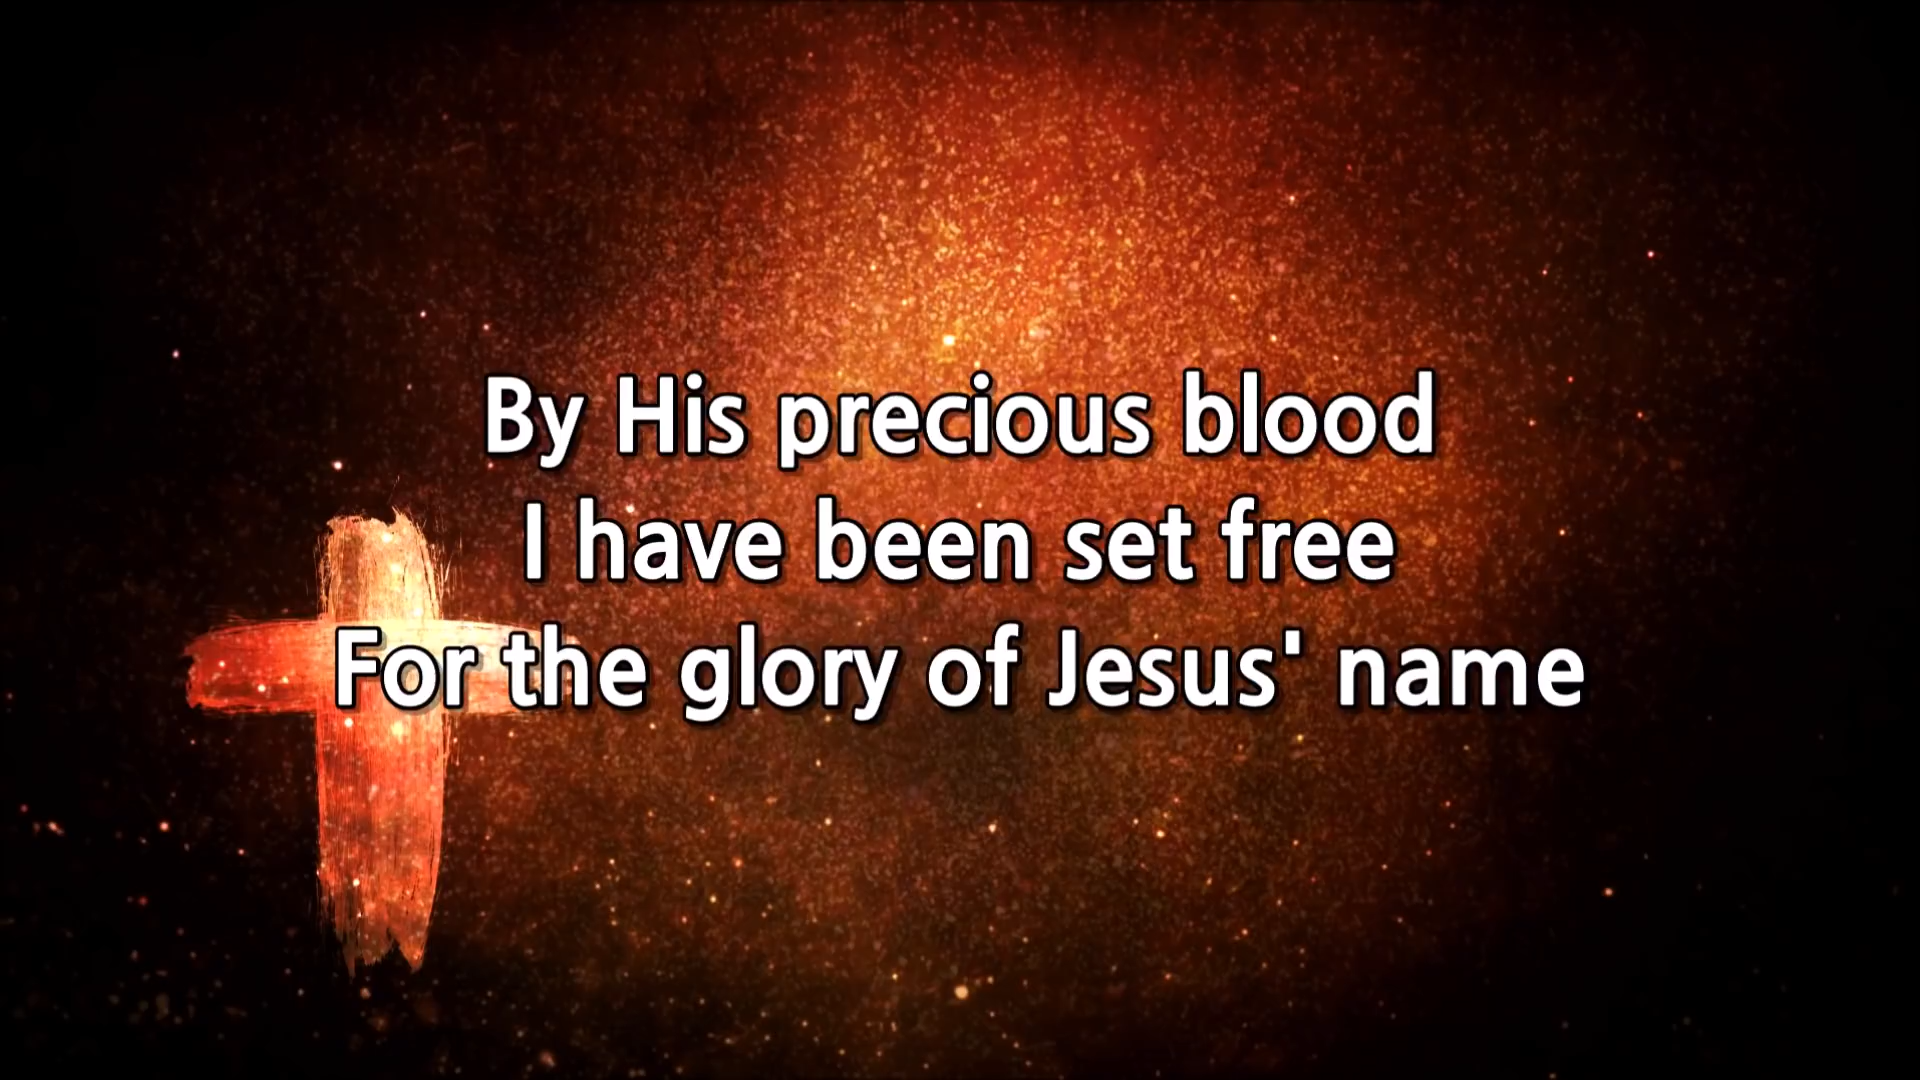 By His precious blood
I have been set free
For the glory of Jesus' name